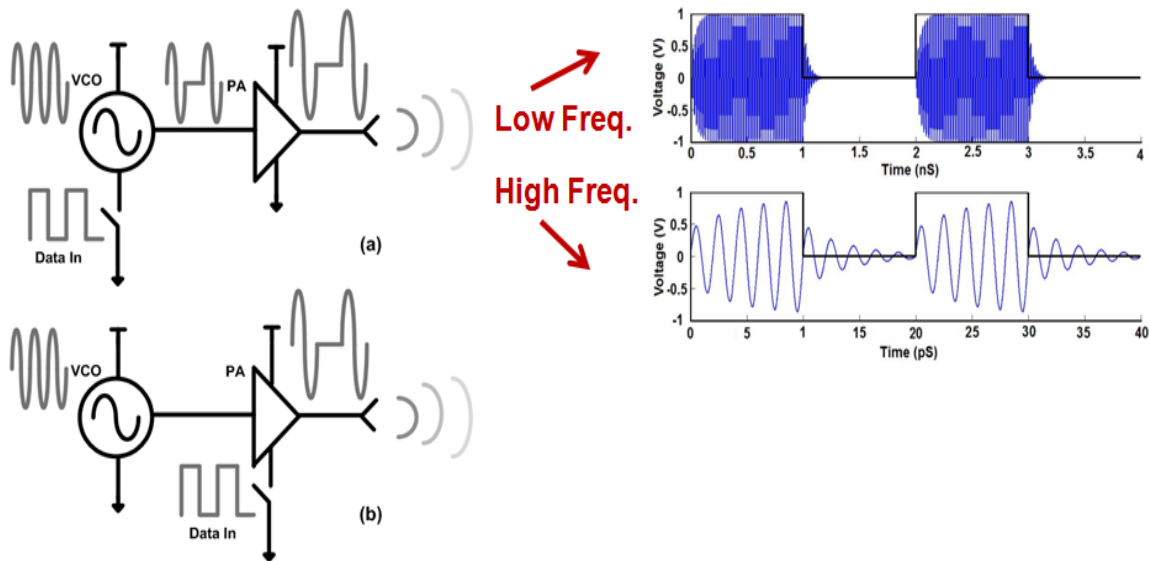 VCO
PA
Data In
(a)
VCO
PA
Data In
(b)
Low Freq.
High Freq.
Voltage (V)
1
0.5
0
-0.5
-1
0 0.5 1 1.5 2 2.5 3 3.5 4
Time (nS)
Voltage (V)
1
0.5
0
-0.5
-1
0 5 1 15 20 25 30 35 40
Time (pS)